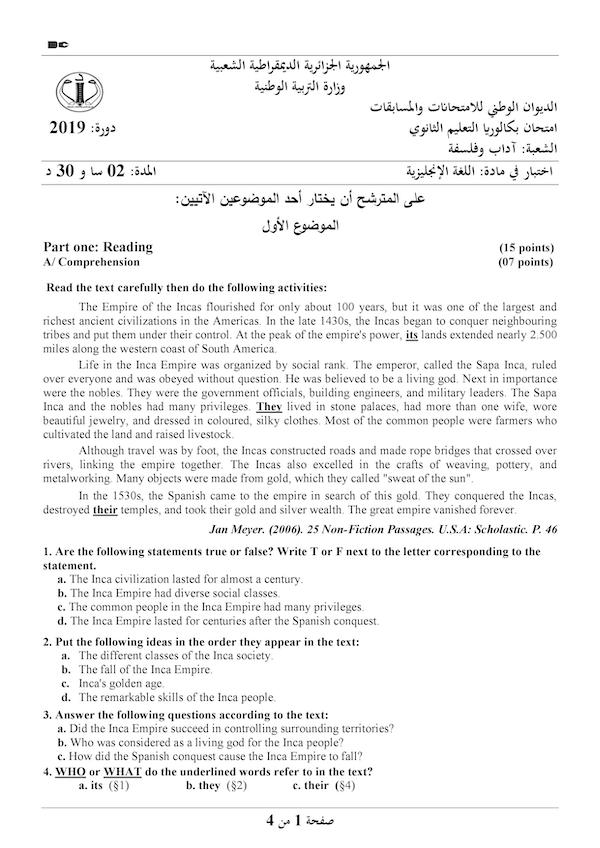 الجمهورية الجزائرية الديمقراطية الشعبية
وزارة التربية الوطنية
الديوان الوطني للامتحانات والمسابقات
امتحان بكالوريا التعليم الثانوي
دورة: 2019
الشعبة: آداب وفلسفة
اختبار في مادة: اللغة الإنجليزية
المدة: 02 سا و 30 د
على المترشح أن يختار أحد الموضوعين الآتيين:
الموضوع الأول
Part one: Reading (15 points)
A/ Comprehension (07 points)
Read the text carefully then do the following activities:
The Empire of the Incas flourished for only about 100 years, but it was one of the largest and
richest ancient civilizations in the Americas. In the late 1430s, the Incas began to conquer neighbouring
tribes and put them under their control. At the peak of the empire's power, its lands extended nearly 2.500
miles along the western coast of South America.
Life in the Inca Empire was organized by social rank. The emperor, called the Sapa Inca, ruled
over everyone and was obeyed without question. He was believed to be a living god. Next in importance
were the nobles. They were the government officials, building engineers, and military leaders. The Sapa
Inca and the nobles had many privileges. They lived in stone palaces, had more than one wife, wore
beautiful jewelry, and dressed in coloured, silky clothes. Most of the common people were farmers who
cultivated the land and raised livestock.
Although travel was by foot, the Incas constructed roads and made rope bridges that crossed over
rivers, linking the empire together. The Incas also excelled in the crafts of weaving, pottery, and
metalworking. Many objects were made from gold, which they called "sweat of the sun".
In the 1530s, the Spanish came to the empire in search of this gold. They conquered the Incas,
destroyed their temples, and took their gold and silver wealth. The great empire vanished forever.
Jan Meyer. (2006). 25 Non-Fiction Passages. U.S.A: Scholastic. P. 46
1. Are the following statements true or false? Write T or F next to the letter corresponding to the
statement.
a. The Inca civilization lasted for almost a century.
b. The Inca Empire had diverse social classes.
c. The common people in the Inca Empire had many privileges.
d. The Inca Empire lasted for centuries after the Spanish conquest.
2. Put the following ideas in the order they appear in the text:
a. The different classes of the Inca society.
b. The fall of the Inca Empire.
c. Inca's golden age.
d. The remarkable skills of the Inca people.
3. Answer the following questions according to the text:
a. Did the Inca Empire succeed in controlling surrounding territories?
b. Who was considered as a living god for the Inca people?
c. How did the Spanish conquest cause the Inca Empire to fall?
4. WHO or WHAT do the underlined words refer to in the text?
a. its (§1) b. they (§2) c. their (§4)
صفحة 1 من 4